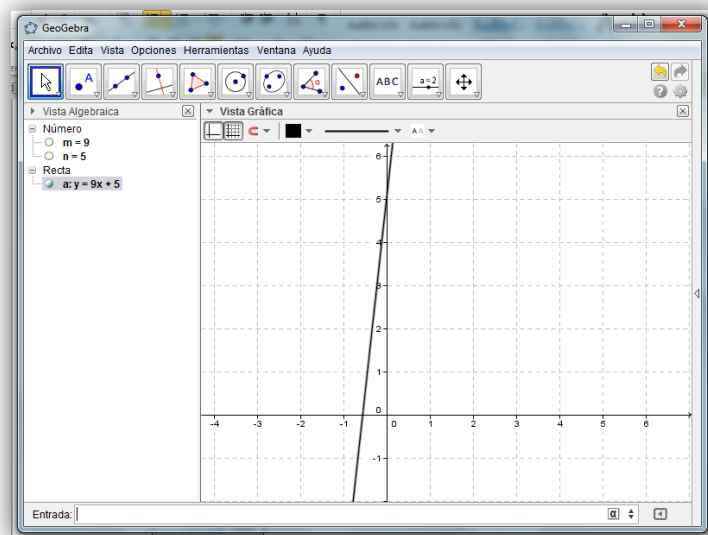 GeoGebra
Archivo Edita Vista Opciones Herramientas Ventana Ayuda
A
α
ABC
a = 2
Vista Algebraica
Vista Gráfica
Número
m = 9
n = 5
Recta
a: y = 9x + 5
AA
6
5
4
3
2
1
0
-4 -3 -2 -1 0 1 2 3 4 5 6
-1
Entrada:
α